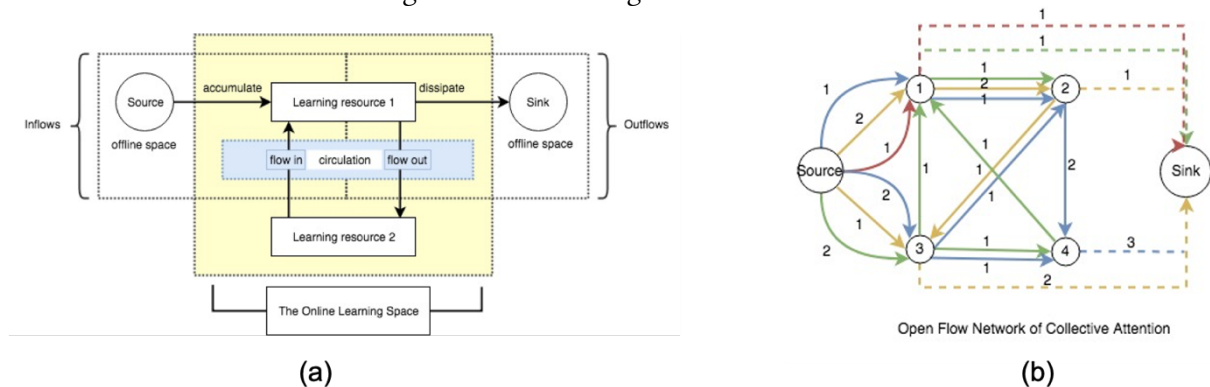 Source
offline space
Inflows
accumulate
Learning resource 1
dissipate
Sink
offline space
Outflows
flow in
circulation
flow out
Learning resource 2
The Online Learning Space
(a)
1
1
1
1
2
1
1
2
1
1
2
Source
1
2
1
1
1
1
2
Sink
2
1
2
3
1
1
4
3
2
Open Flow Network of Collective Attention
(b)